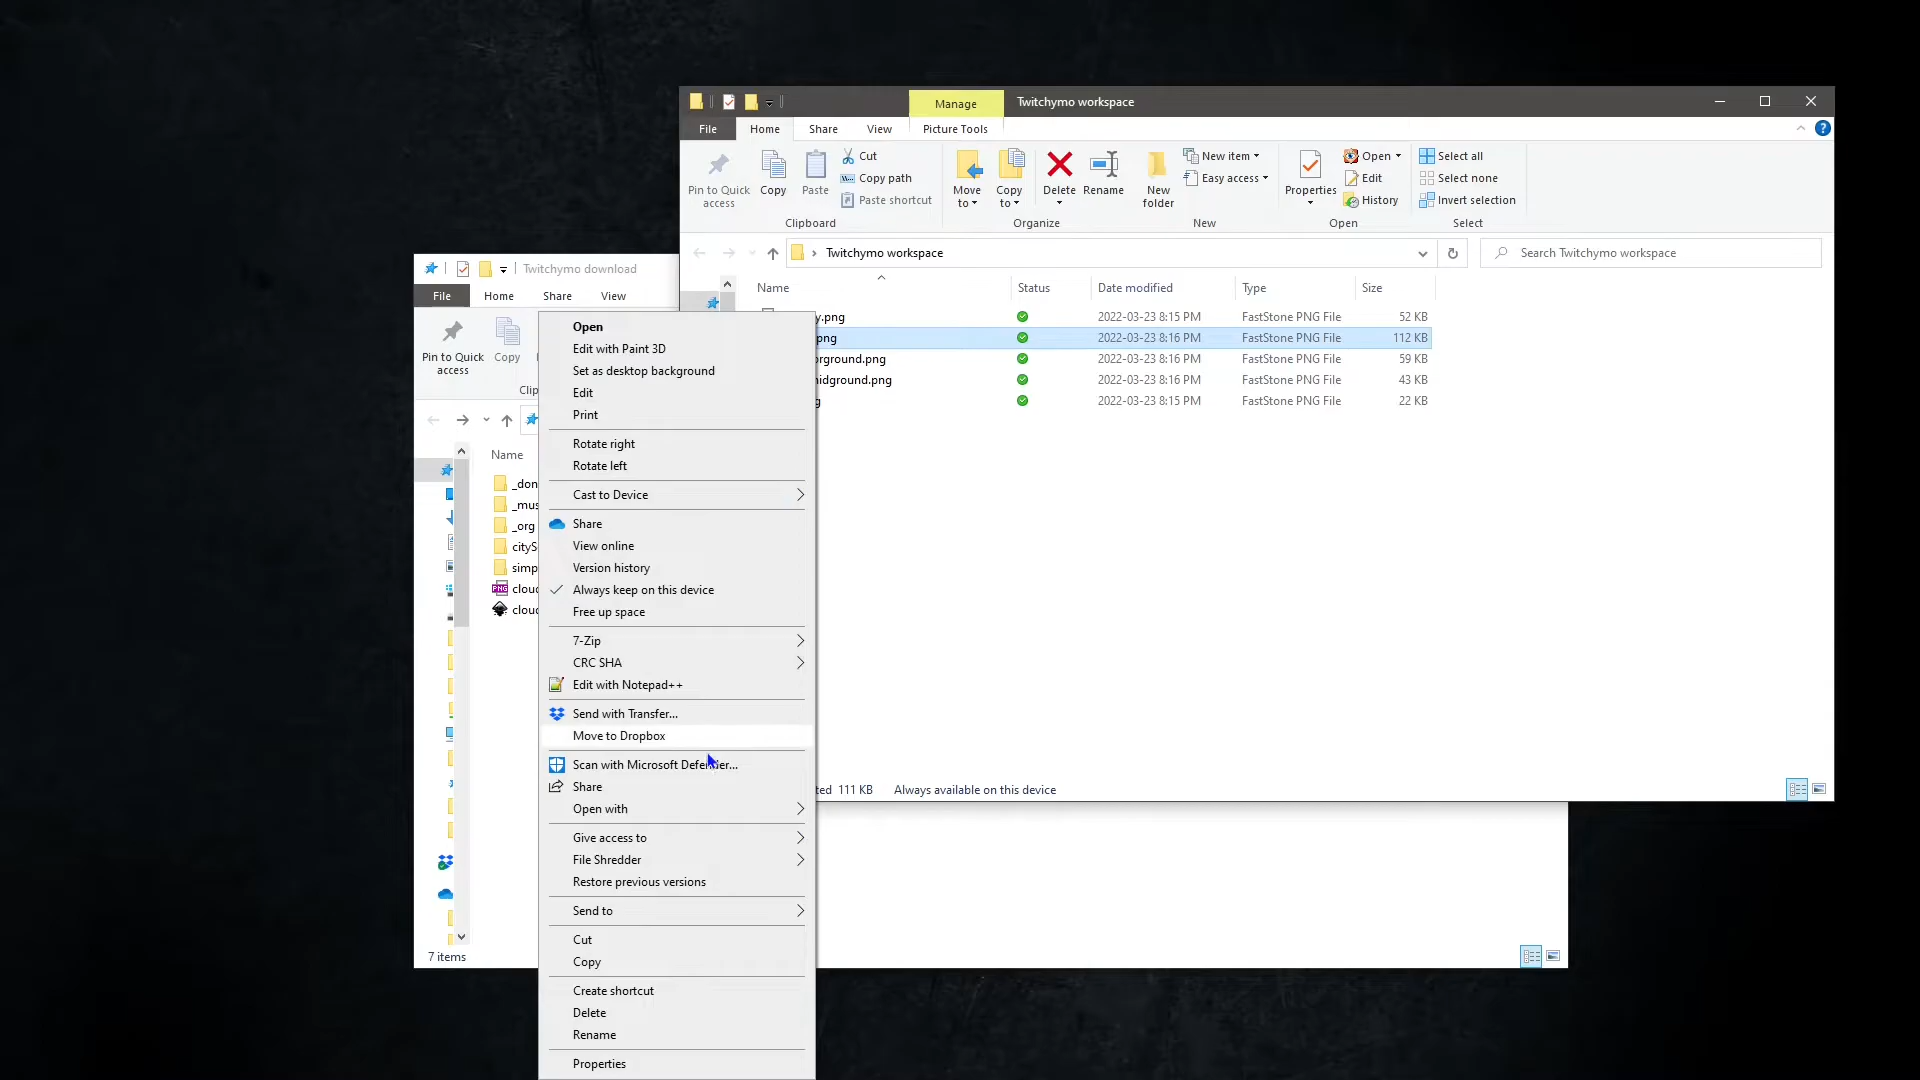 Manage
Twitchymo workspace
File
Home
Share
View
Picture Tools
Pin to Quick access
Copy
Paste
Cut
Copy path
Paste shortcut
Clipboard
Move to
Copy to
Delete
Rename
Organize
New folder
New item
Easy access
New
Properties
Open
Edit
History
Open
Select all
Select none
Invert selection
Select
Twitchymo workspace
Search Twitchymo workspace
Name
Status
Date modified
Type
Size
y.png
2022-03-23 8:15 PM
FastStone PNG File
52 KB
png
2022-03-23 8:16 PM
FastStone PNG File
112 KB
orground.png
2022-03-23 8:16 PM
FastStone PNG File
59 KB
nidground.png
2022-03-23 8:16 PM
FastStone PNG File
43 KB
g
2022-03-23 8:15 PM
FastStone PNG File
22 KB
ted 111 KB
Always available on this device
Twitchymo download
File
Home
Share
View
Pin to Quick access
Copy
Clip
Name
_don
_mus
_org
cityS
simp
PNG
cloud
cloud
7 items
Open
Edit with Paint 3D
Set as desktop background
Edit
Print
Rotate right
Rotate left
Cast to Device
Share
View online
Version history
Always keep on this device
Free up space
7-Zip
CRC SHA
Edit with Notepad++
Send with Transfer...
Move to Dropbox
Scan with Microsoft Defender...
Share
Open with
Give access to
File Shredder
Restore previous versions
Send to
Cut
Copy
Create shortcut
Delete
Rename
Properties